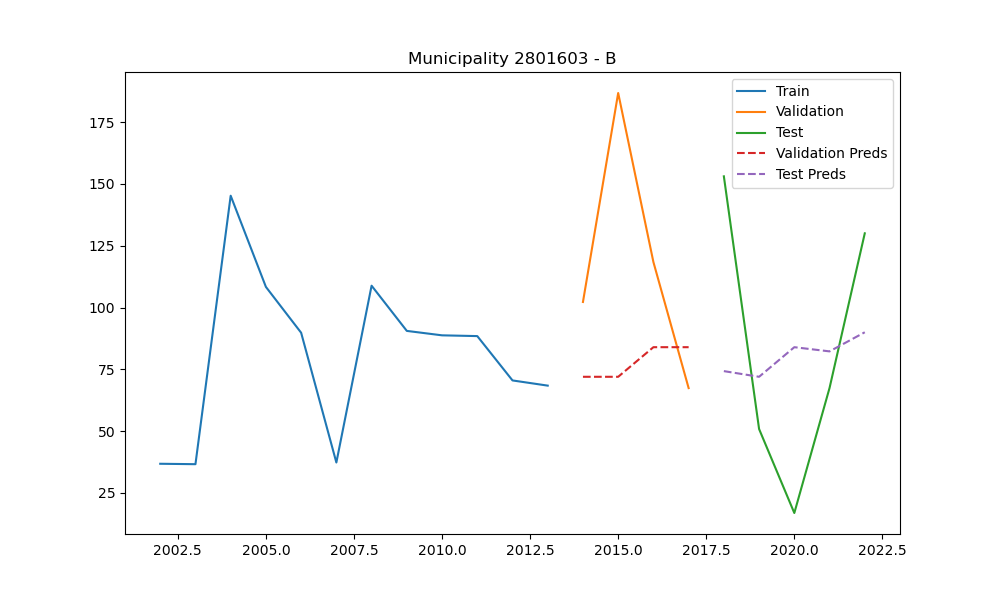 Municipality 2801603 - B
Train
Validation
Test
Validation Preds
Test Preds
175
150
125
100
75
50
25
2002.5 2005.0 2007.5 2010.0 2012.5 2015.0 2017.5 2020.0 2022.5